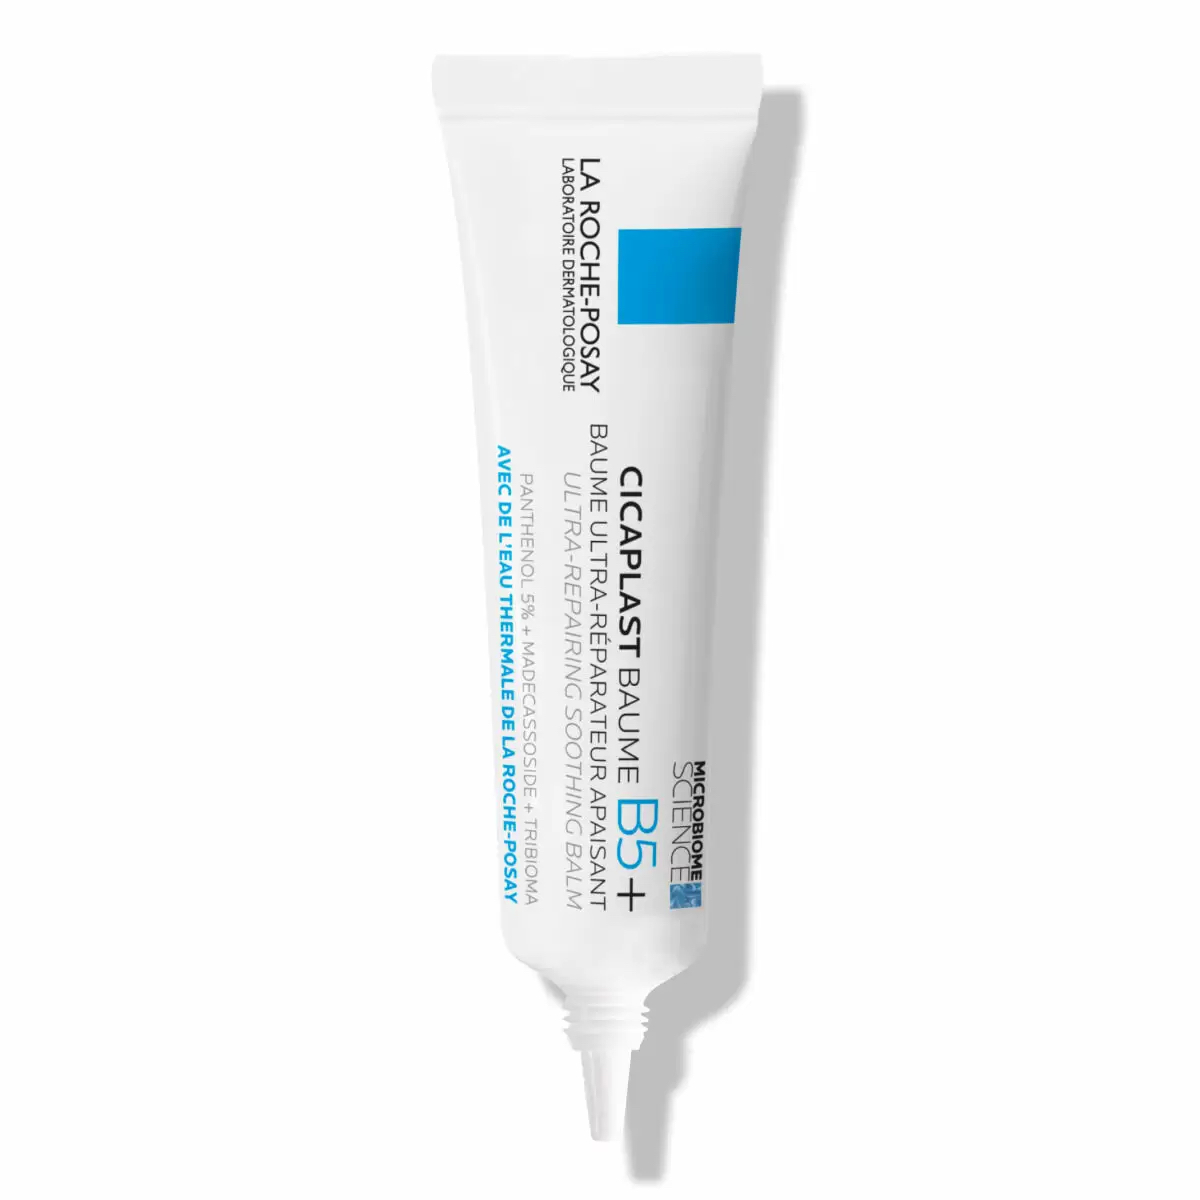 LA ROCHE-POSAY
LABORATOIRE DERMATOLOGIQUE
MICROBIOME
SCIENCE
CICAPLAST BAUME B5+
BAUME ULTRA-RÉPARATEUR APAISANT
ULTRA-REPAIRING SOOTHING BALM
PANTHENOL 5% + MADECASSOSIDE + TRIBIOMA
AVEC DE L'EAU THERMALE DE LA ROCHE-POSAY